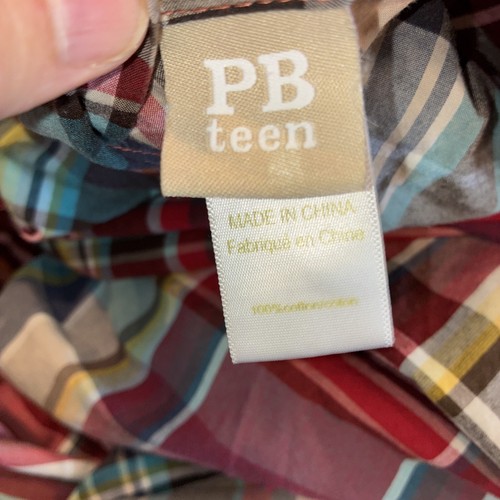 PB
teen
MADE IN CHINA
Fabriqué en Chine
100%cotton/coton